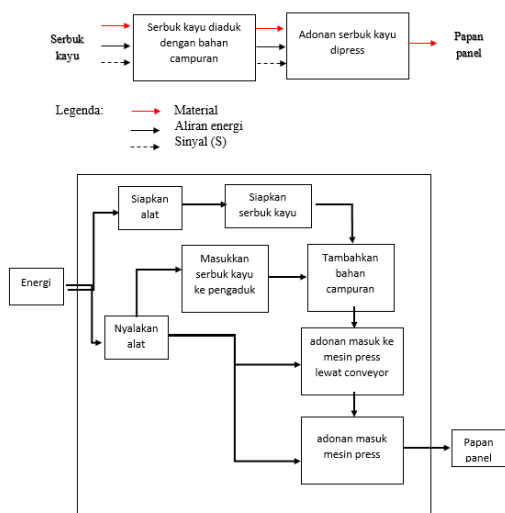 Serbuk
kayu
Serbuk kayu diaduk
dengan bahan
campuran
Adonan serbuk kayu
dipress
Papan
panel
Legenda:
Material
Aliran energi
Sinyal (S)
Siapkan
alat
Siapkan
serbuk kayu
Masukkan
serbuk kayu
ke pengaduk
Tambahkan
bahan
campuran
Energi
Nyalakan
alat
adonan masuk ke
mesin press
lewat conveyor
adonan masuk
mesin press
Papan
panel